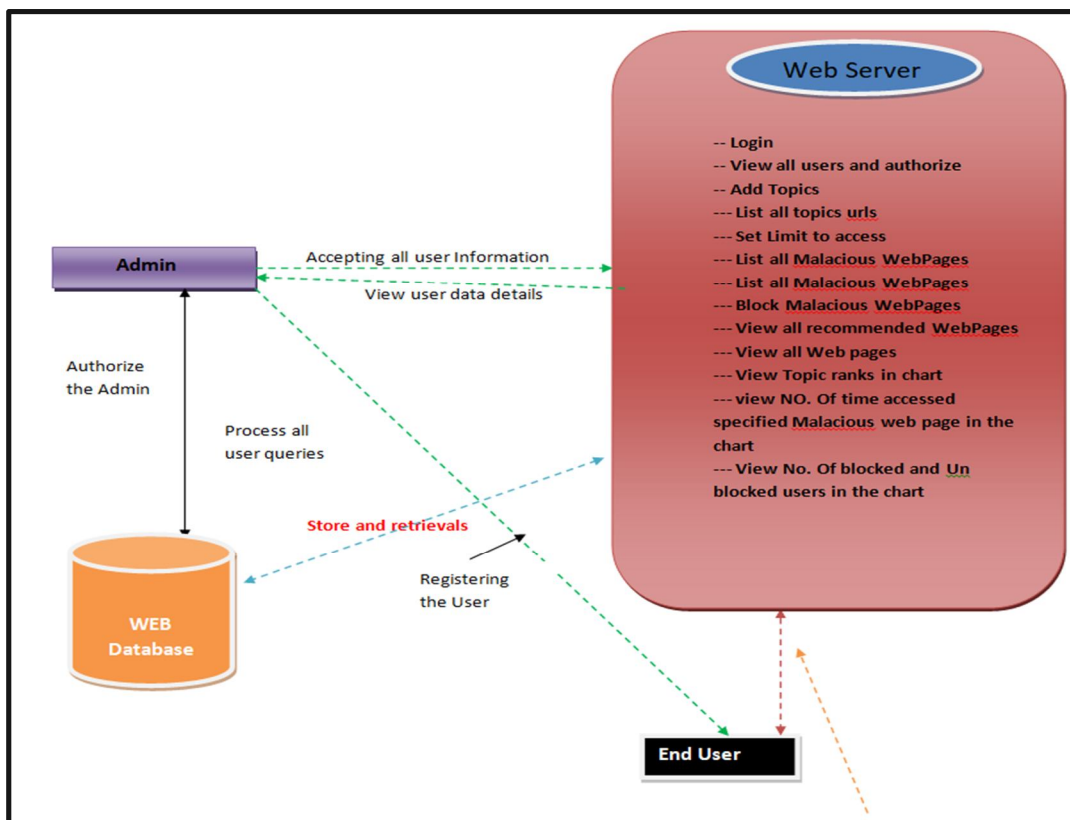 Web Server
-- Login
-- View all users and authorize
-- Add Topics
--- List all topics urls
--- Set Limit to access
--- List all Malacious WebPages
--- List all Malacious WebPages
--- Block Malacious WebPages
--- View all recommended WebPages
--- View all Web pages
--- View Topic ranks in chart
--- view NO. Of time accessed
specified Malacious web page in the
chart
--- View No. Of blocked and Un
blocked users in the chart
Admin
Accepting all user Information
View user data details
Authorize
the Admin
Process all
user queries
Store and retrievals
Registering
the User
WEB
Database
End User